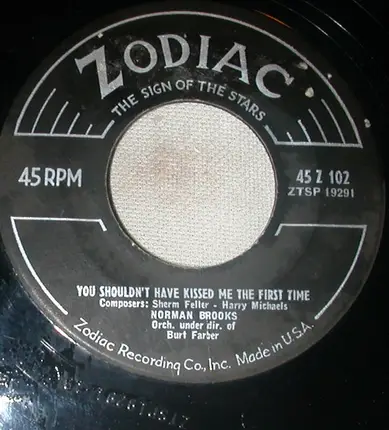 ZODIAC
THE SIGN OF THE STARS
45 RPM
45 Z 102
ZTSP 19291
YOU SHOULDN'T HAVE KISSED ME THE FIRST TIME
Composers: Sherm Feller - Harry Michaels
NORMAN BROOKS
Orch. under dir. of
Burt Farber
Zodiac Recording Co., Inc. Made in U.S.A.